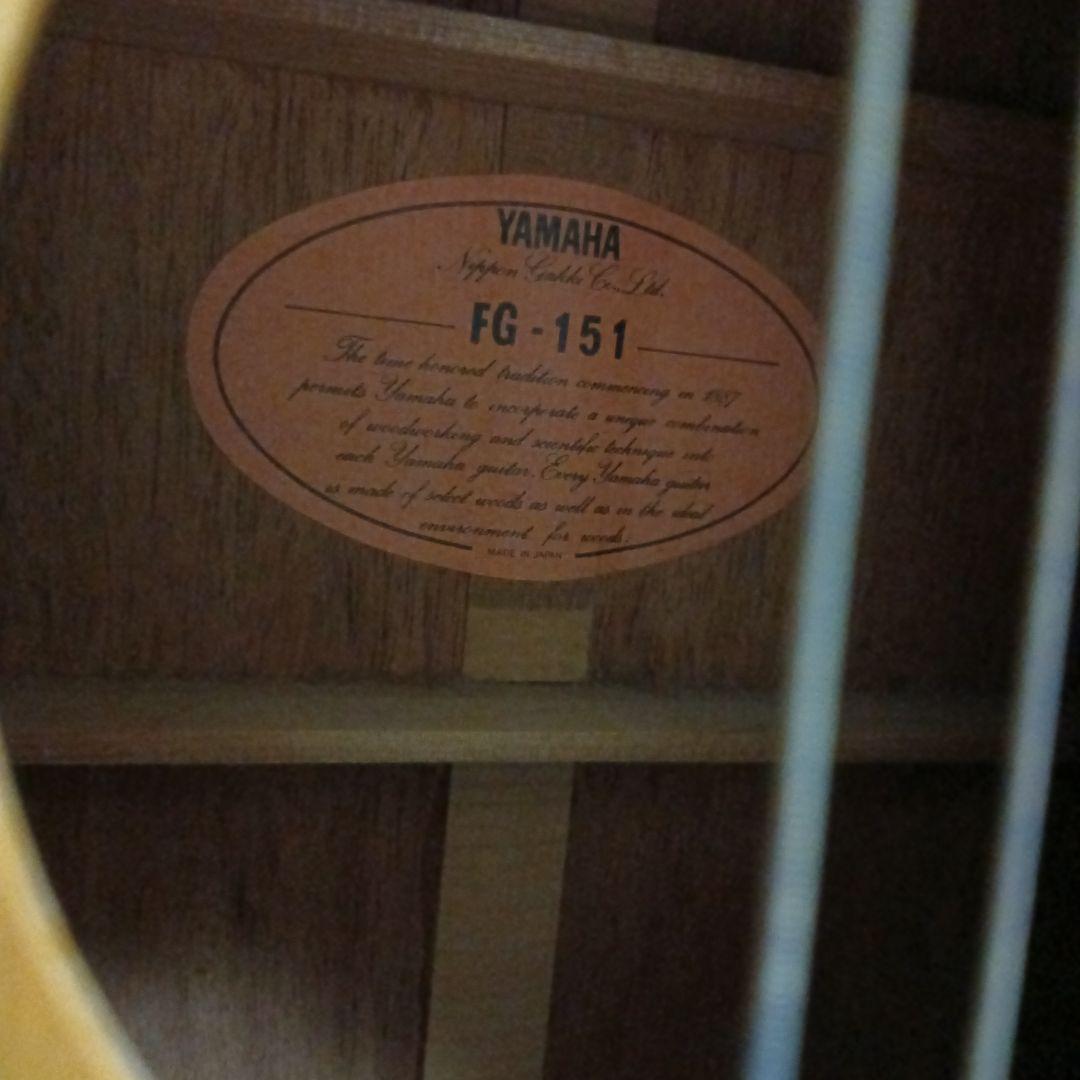 YAMAHA
Nippon Gakki Co., Ltd.
FG - 151
The time honored tradition commencing in 1887
permits Yamaha to incorporate a unique combination
of woodworking and scientific technique into
each Yamaha guitar. Every Yamaha guitar
is made of select woods as well as in the ideal
environment for woods.
MADE IN JAPAN